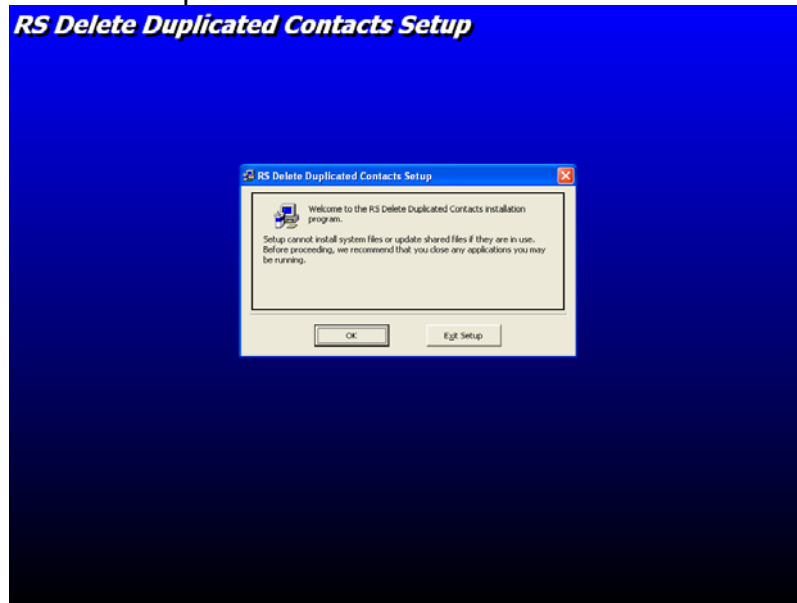 RS Delete Duplicated Contacts Setup
RS Delete Duplicated Contacts Setup
Welcome to the RS Delete Duplicated Contacts installation
program.
Setup cannot install system files or update shared files if they are in use.
Before proceeding, we recommend that you close any applications you may
be running.
OK
Exit Setup